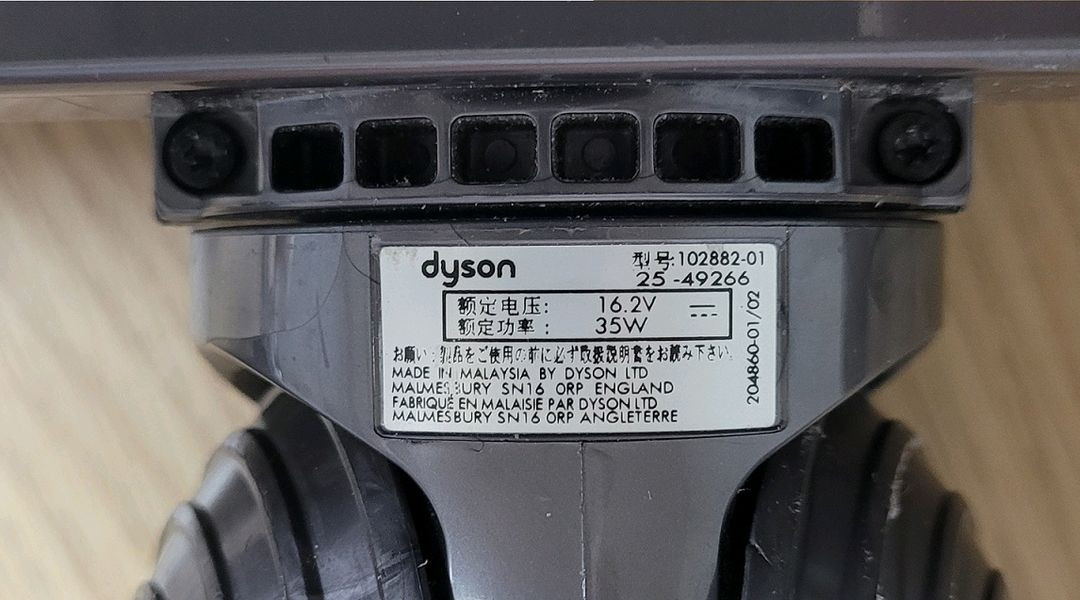 dyson
型号:102882-01
25-49266
额定电压: 16.2V
额定功率: 35W
お願い:製品をご使用の前に必ず取扱説明書をお読み下さい。
MADE IN MALAYSIA BY DYSON LTD
MALMESBURY SN16 ORP ENGLAND
FABRIQUÉ EN MALAISIE PAR DYSON LTD
MALMESBURY SN16 ORP ANGLETERRE
204860-01/02